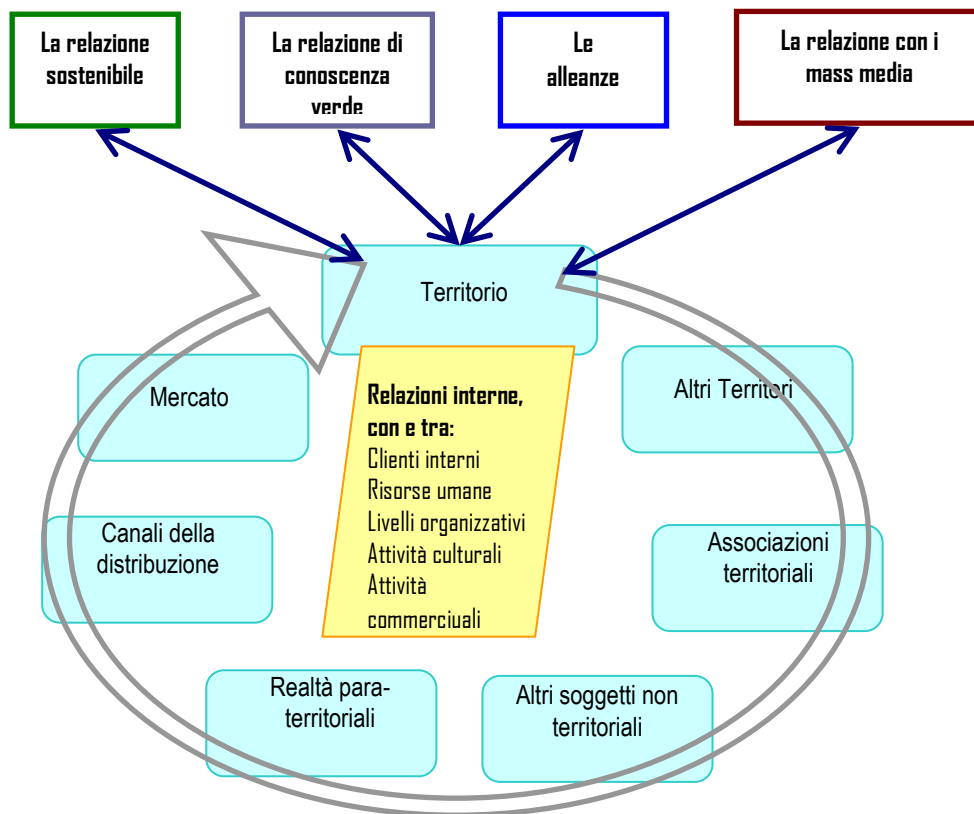 La relazione
sostenibile
La relazione di
conoscenza
verde
Le
alleanze
La relazione con i
mass media
Territorio
Mercato
Altri Territori
Relazioni interne,
con e tra:
Clienti interni
Risorse umane
Livelli organizzativi
Attività culturali
Attività
commerciuali
Canali della
distribuzione
Associazioni
territoriali
Realtà para-
territoriali
Altri soggetti non
territoriali